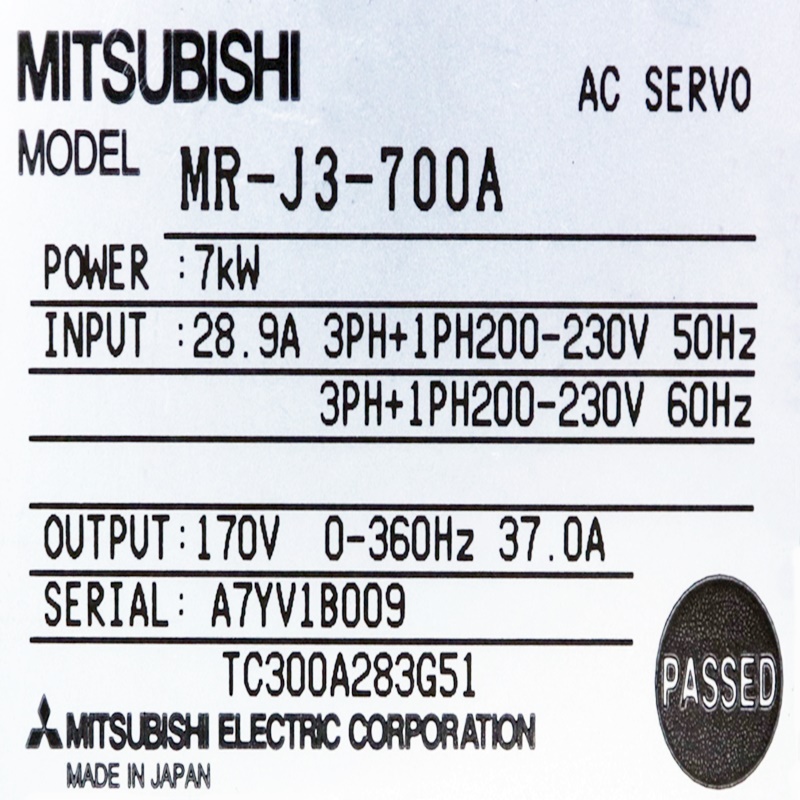 MITSUBISHI
AC SERVO
MODEL MR-J3-700A
POWER :7kW
INPUT :28.9A 3PH+1PH200-230V 50Hz
3PH+1PH200-230V 60Hz
OUTPUT:170V 0-360Hz 37.0A
SERIAL: A7YV1B009
TC300A283G51
PASSED
MITSUBISHI ELECTRIC CORPORATION
MADE IN JAPAN